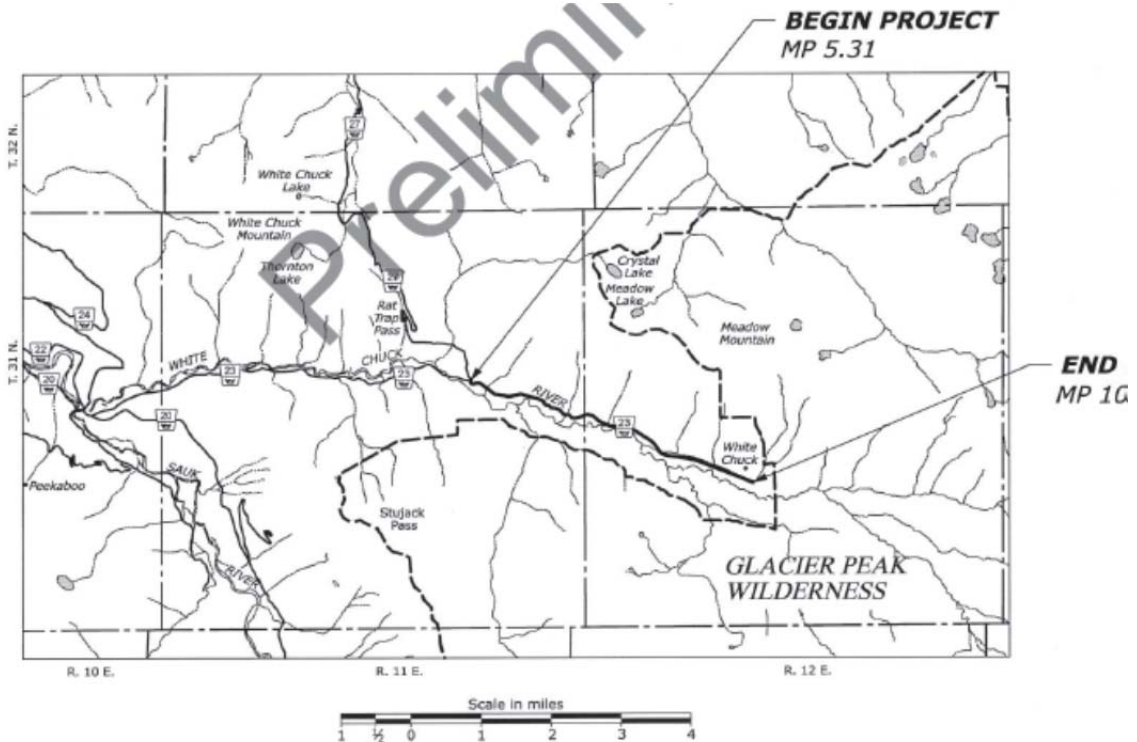 BEGIN PROJECT
MP 5.31
Prelimi
T. 32 N.
27
White Chuck
Lake
White Chuck
Mountain
Thornton
Lake
Crystal
Lake
Meadow
Lake
24
Rat
Trap
Pass
Meadow
Mountain
T. 31 N.
22
20
WHITE
23
CHUCK
23
RIVER
END
MP 10
20
23
White
Chuck
SAUK
Peekaboo
Stujack
Pass
RIVER
GLACIER PEAK
WILDERNESS
R. 10 E.
R. 11 E.
R. 12 E.
Scale in miles
1 ½ 0 1 2 3 4